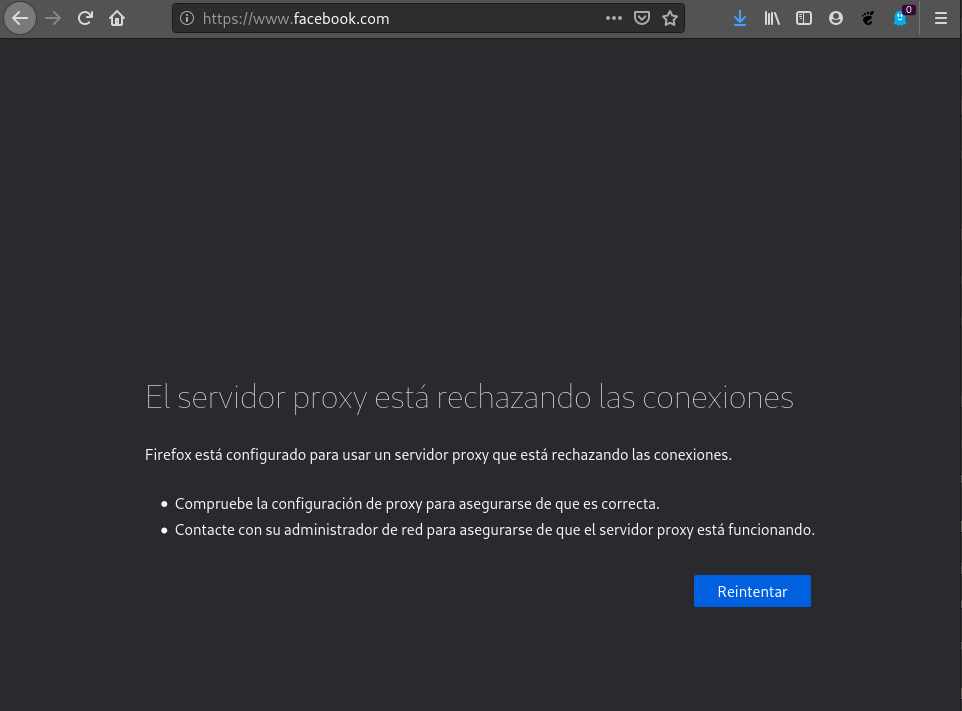 https://www.facebook.com
0
El servidor proxy está rechazando las conexiones
Firefox está configurado para usar un servidor proxy que está rechazando las conexiones.
Compruebe la configuración de proxy para asegurarse de que es correcta.
Contacte con su administrador de red para asegurarse de que el servidor proxy está funcionando.
Reintentar